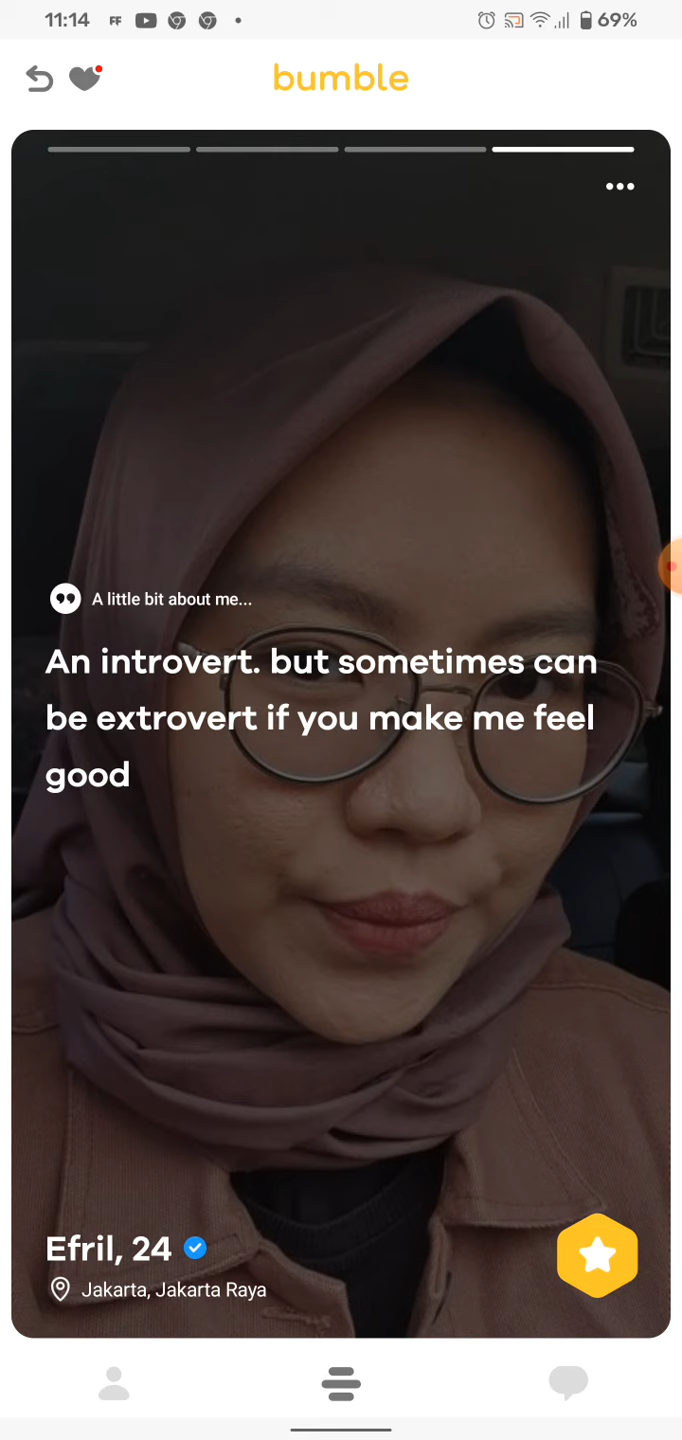 11:14 FF 69%
bumble
A little bit about me...
An introvert. but sometimes can
be extrovert if you make me feel
good
Efril, 24
Jakarta, Jakarta Raya